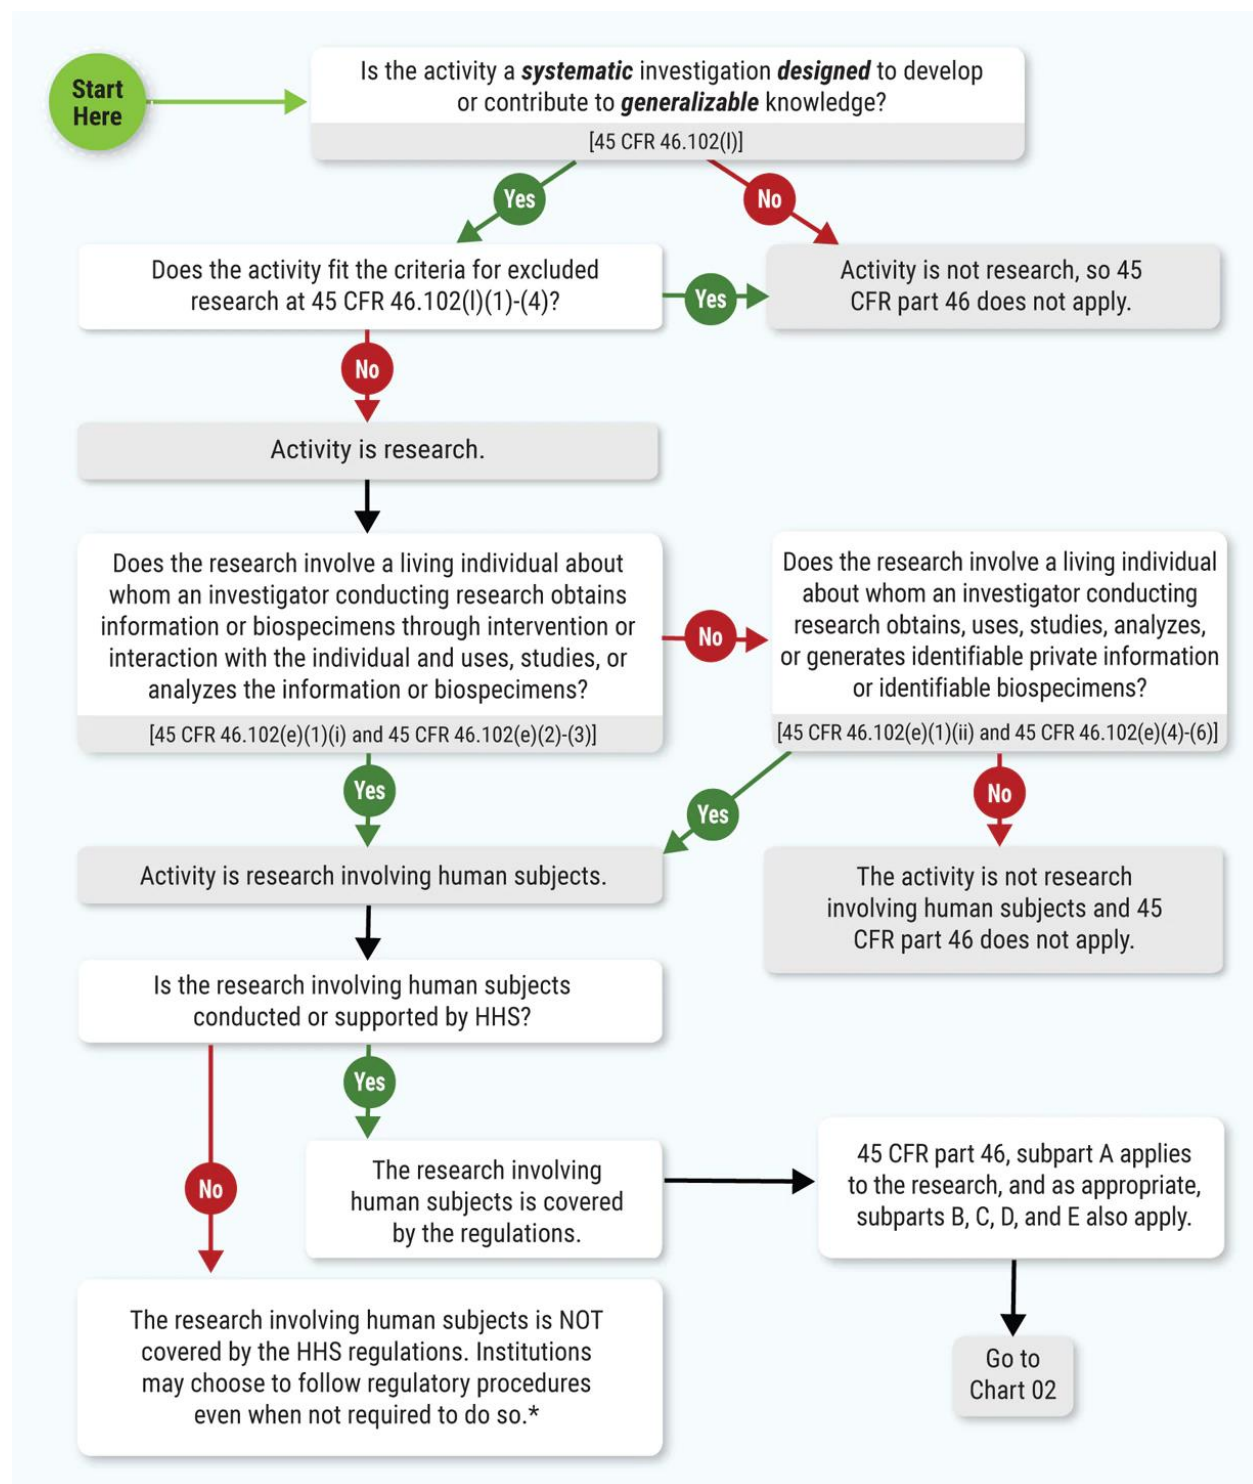 Start
Here
Is the activity a systematic investigation designed to develop
or contribute to generalizable knowledge?
[45 CFR 46.102(l)]
Yes
No
Does the activity fit the criteria for excluded
research at 45 CFR 46.102(l)(1)-(4)?
Yes
Activity is not research, so 45
CFR part 46 does not apply.
No
Activity is research.
Does the research involve a living individual about
whom an investigator conducting research obtains
information or biospecimens through intervention or
interaction with the individual and uses, studies, or
analyzes the information or biospecimens?
[45 CFR 46.102(e)(1)(i) and 45 CFR 46.102(e)(2)-(3)]
No
Does the research involve a living individual
about whom an investigator conducting
research obtains, uses, studies, analyzes,
or generates identifiable private information
or identifiable biospecimens?
[45 CFR 46.102(e)(1)(ii) and 45 CFR 46.102(e)(4)-(6)]
Yes
Yes
No
Activity is research involving human subjects.
The activity is not research
involving human subjects and 45
CFR part 46 does not apply.
Is the research involving human subjects
conducted or supported by HHS?
Yes
No
The research involving
human subjects is covered
by the regulations.
45 CFR part 46, subpart A applies
to the research, and as appropriate,
subparts B, C, D, and E also apply.
The research involving human subjects is NOT
covered by the HHS regulations. Institutions
may choose to follow regulatory procedures
even when not required to do so.*
Go to
Chart 02